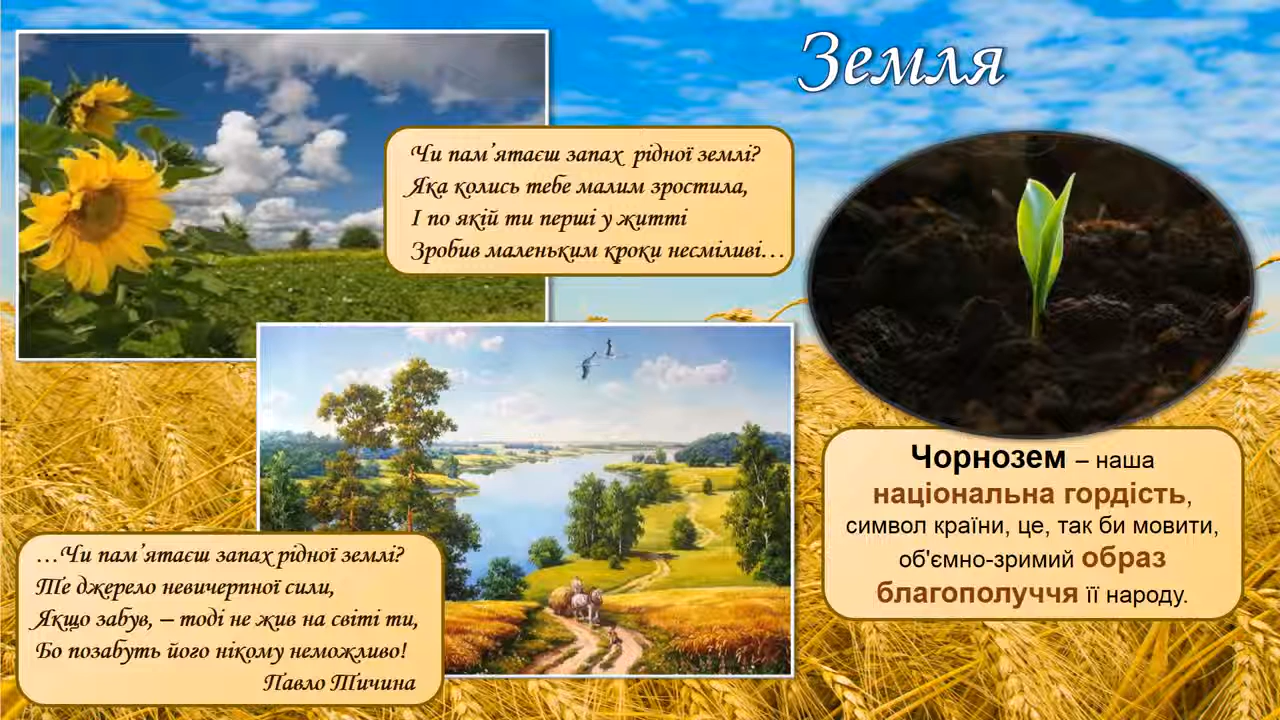 Земля
Чи пам’ятаєш запах рідної землі?
Яка колись тебе малим зростила,
І по якій ти перші у житті
Зробив маленьким кроки несміливі…
…Чи пам’ятаєш запах рідної землі?
Те джерело невичерпної сили,
Якщо забув, – тоді не жив на світі ти,
Бо позабуть його нікому неможливо!
Павло Тичина
Чорнозем – наша
національна гордість,
символ країни, це, так би мовити,
об'ємно-зримий образ
благополуччя її народу.